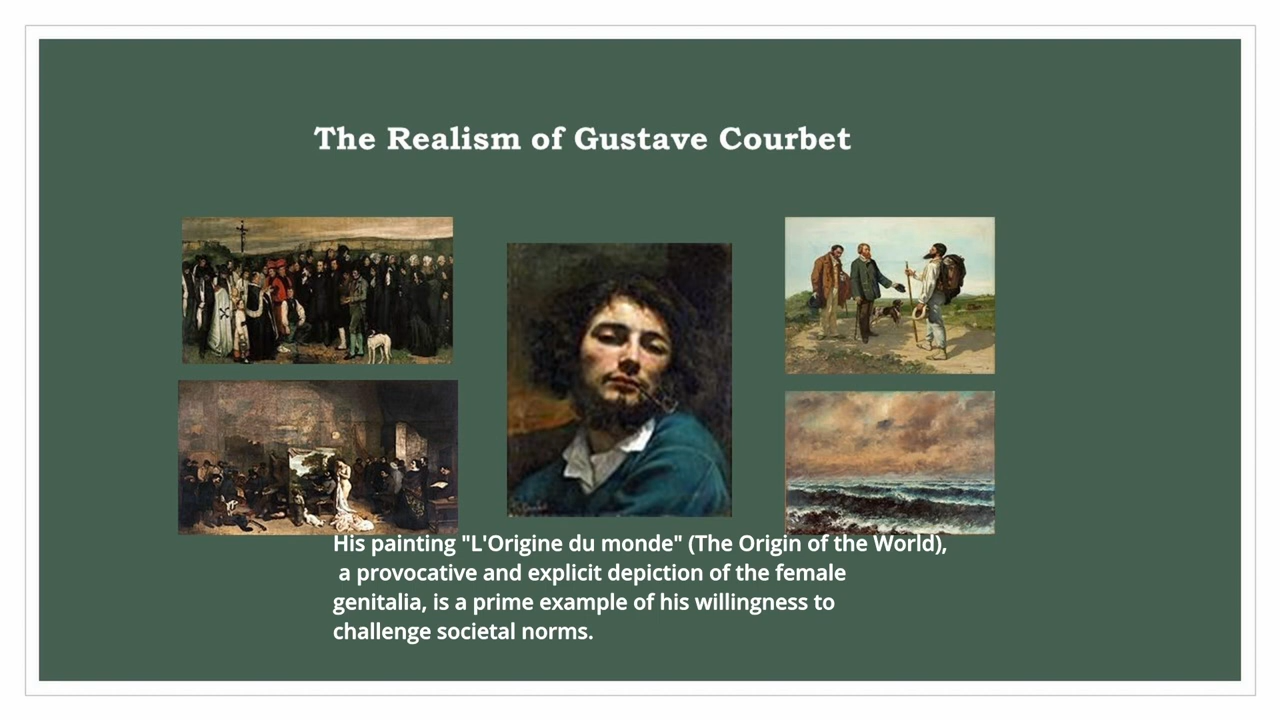 The Realism of Gustave Courbet
His painting "L'Origine du monde" (The Origin of the World),
a provocative and explicit depiction of the female
genitalia, is a prime example of his willingness to
challenge societal norms.